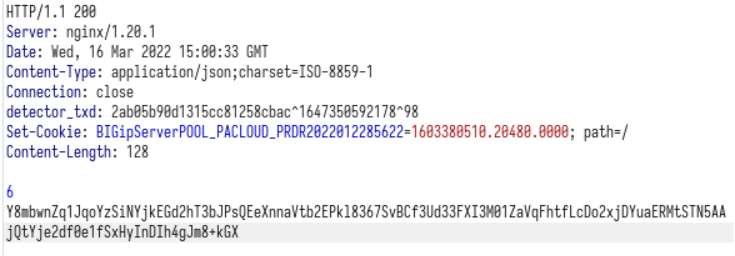 HTTP/1.1 200
Server: nginx/1.20.1
Date: Wed, 16 Mar 2022 15:00:33 GMT
Content-Type: application/json;charset=ISO-8859-1
Connection: close
detector_txd: 2ab05b90d1315cc81258cbac^1647350592178^98
Set-Cookie: BIGipServerPOOL_PACLOUD_PRDR2022012285622=1603380510.20480.0000; path=/
Content-Length: 128
6
Y8mbwnZq1JqoYzSiNYjkEGd2hT3bJPsQEeXnnaVtb2EPkl8367SvBCf3Ud33FXI3M01ZaVqFhtfLcDo2xjDYuaERMtSTN5AA
jQtYje2df0e1fSxHyInDIh4gJm8+kGX